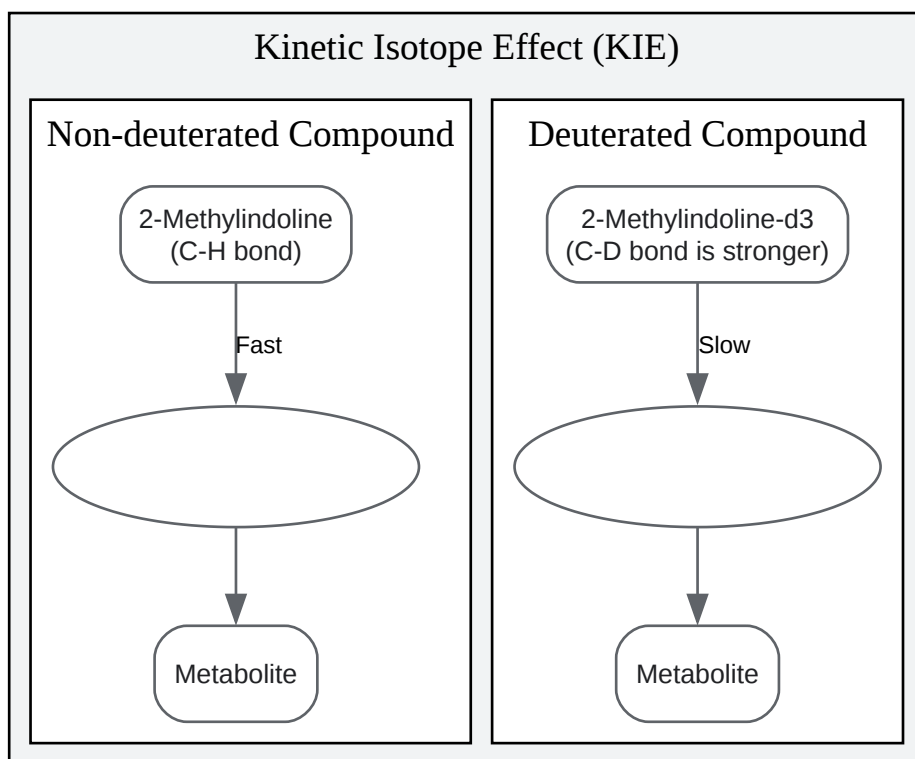 Kinetic Isotope Effect (KIE)
Non-deuterated Compound
2-Methylindoline
(C-H bond)
Fast
Metabolite
Deuterated Compound
2-Methylindoline-d3
(C-D bond is stronger)
Slow
Metabolite